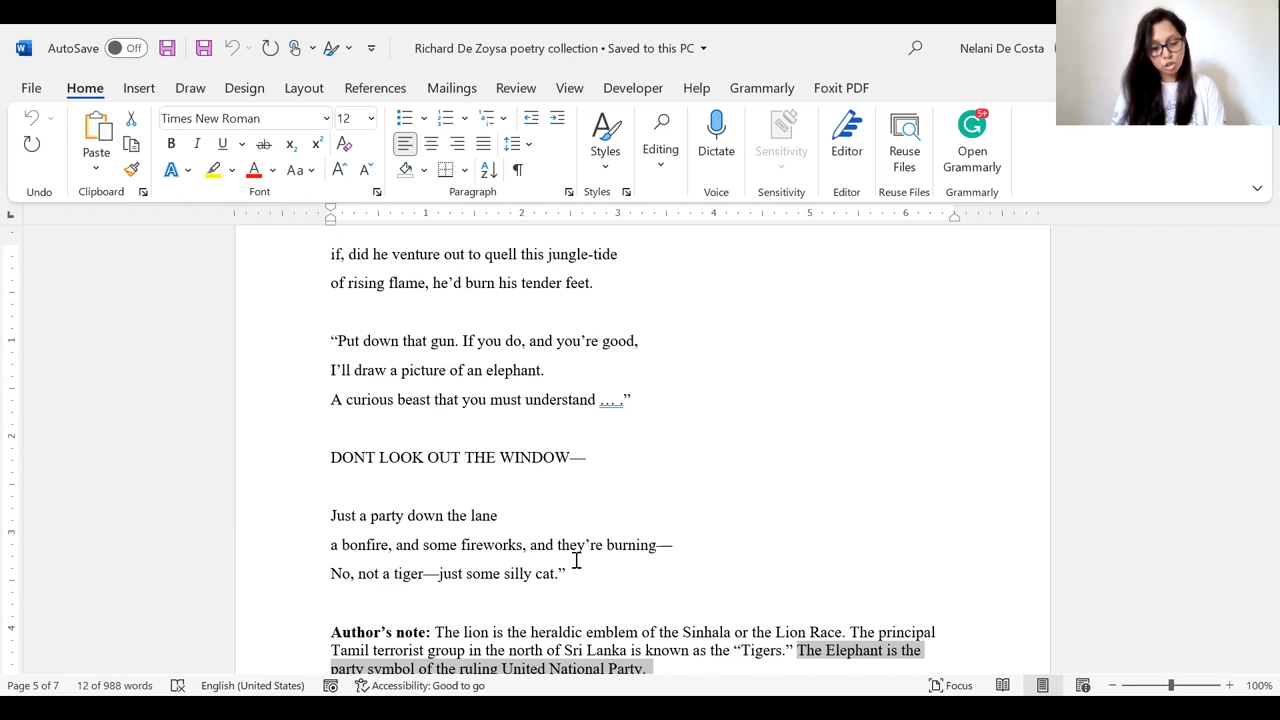 AutoSave Off Richard De Zoysa poetry collection • Saved to this PC Nelani De Costa
File Home Insert Draw Design Layout References Mailings Review View Developer Help Grammarly Foxit PDF
Times New Roman 12
Paste Styles Editing Dictate Sensitivity Editor Reuse Files Open Grammarly
5+
Undo Clipboard Font Paragraph Styles Voice Sensitivity Editor Reuse Files Grammarly
1 2 3 4 5 6
if, did he venture out to quell this jungle-tide
of rising flame, he’d burn his tender feet.
“Put down that gun. If you do, and you’re good,
I’ll draw a picture of an elephant.
A curious beast that you must understand … .”
DONT LOOK OUT THE WINDOW—
Just a party down the lane
a bonfire, and some fireworks, and they’re burning—
No, not a tiger—just some silly cat.”
Author’s note: The lion is the heraldic emblem of the Sinhala or the Lion Race. The principal
Tamil terrorist group in the north of Sri Lanka is known as the “Tigers.” The Elephant is the
party symbol of the ruling United National Party.
Page 5 of 7 12 of 988 words English (United States) Accessibility: Good to go Focus 100%